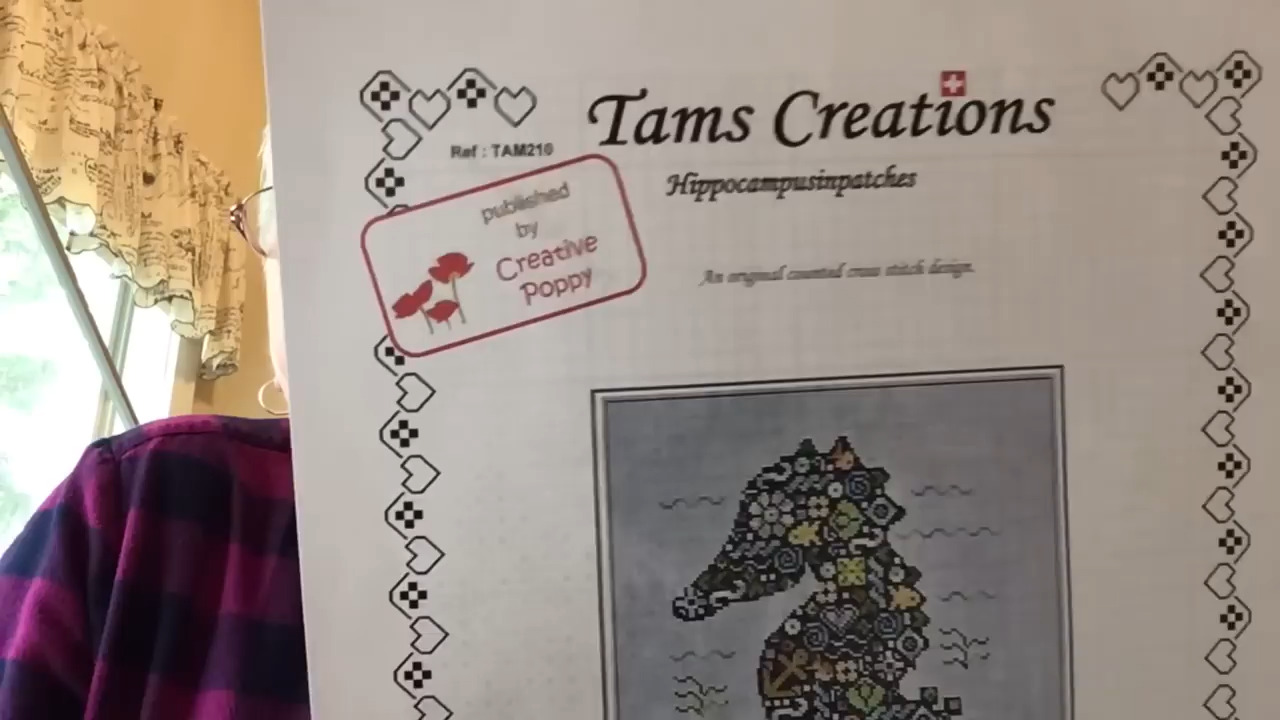 Tams Creations
Ref : TAM210
Hippocampusinpatches
published
by
Creative
Poppy
An original counted cross stitch design.